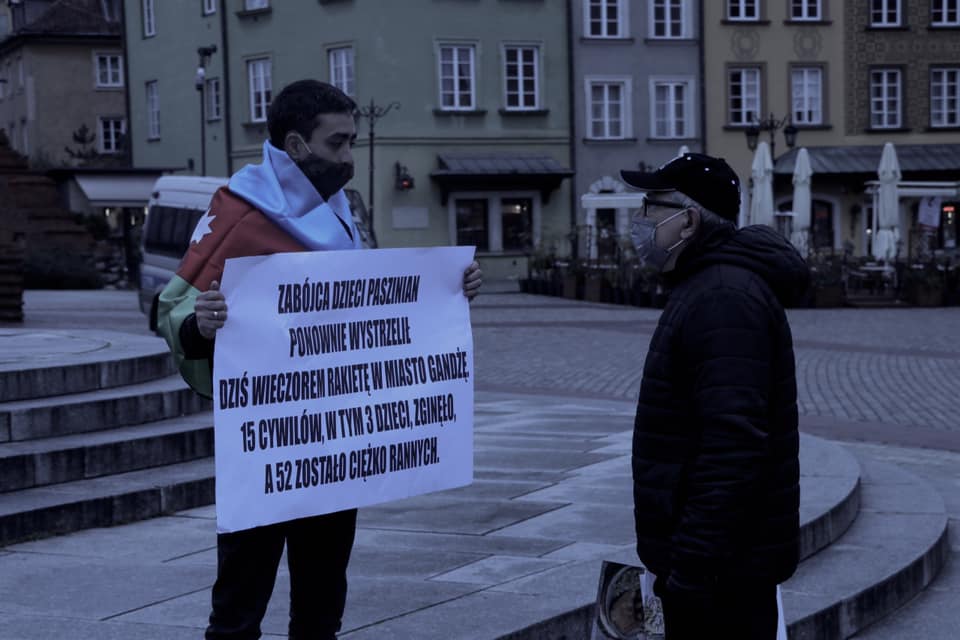 ZABÓJCA DZIECI PASZINIAN
PONOWNIE WYSTRZELIŁ
DZIŚ WIECZOREM RAKIETĘ W MIASTO GANDŻĘ.
15 CYWILÓW, W TYM 3 DZIECI, ZGINĘŁO,
A 52 ZOSTAŁO CIĘŻKO RANNYCH.